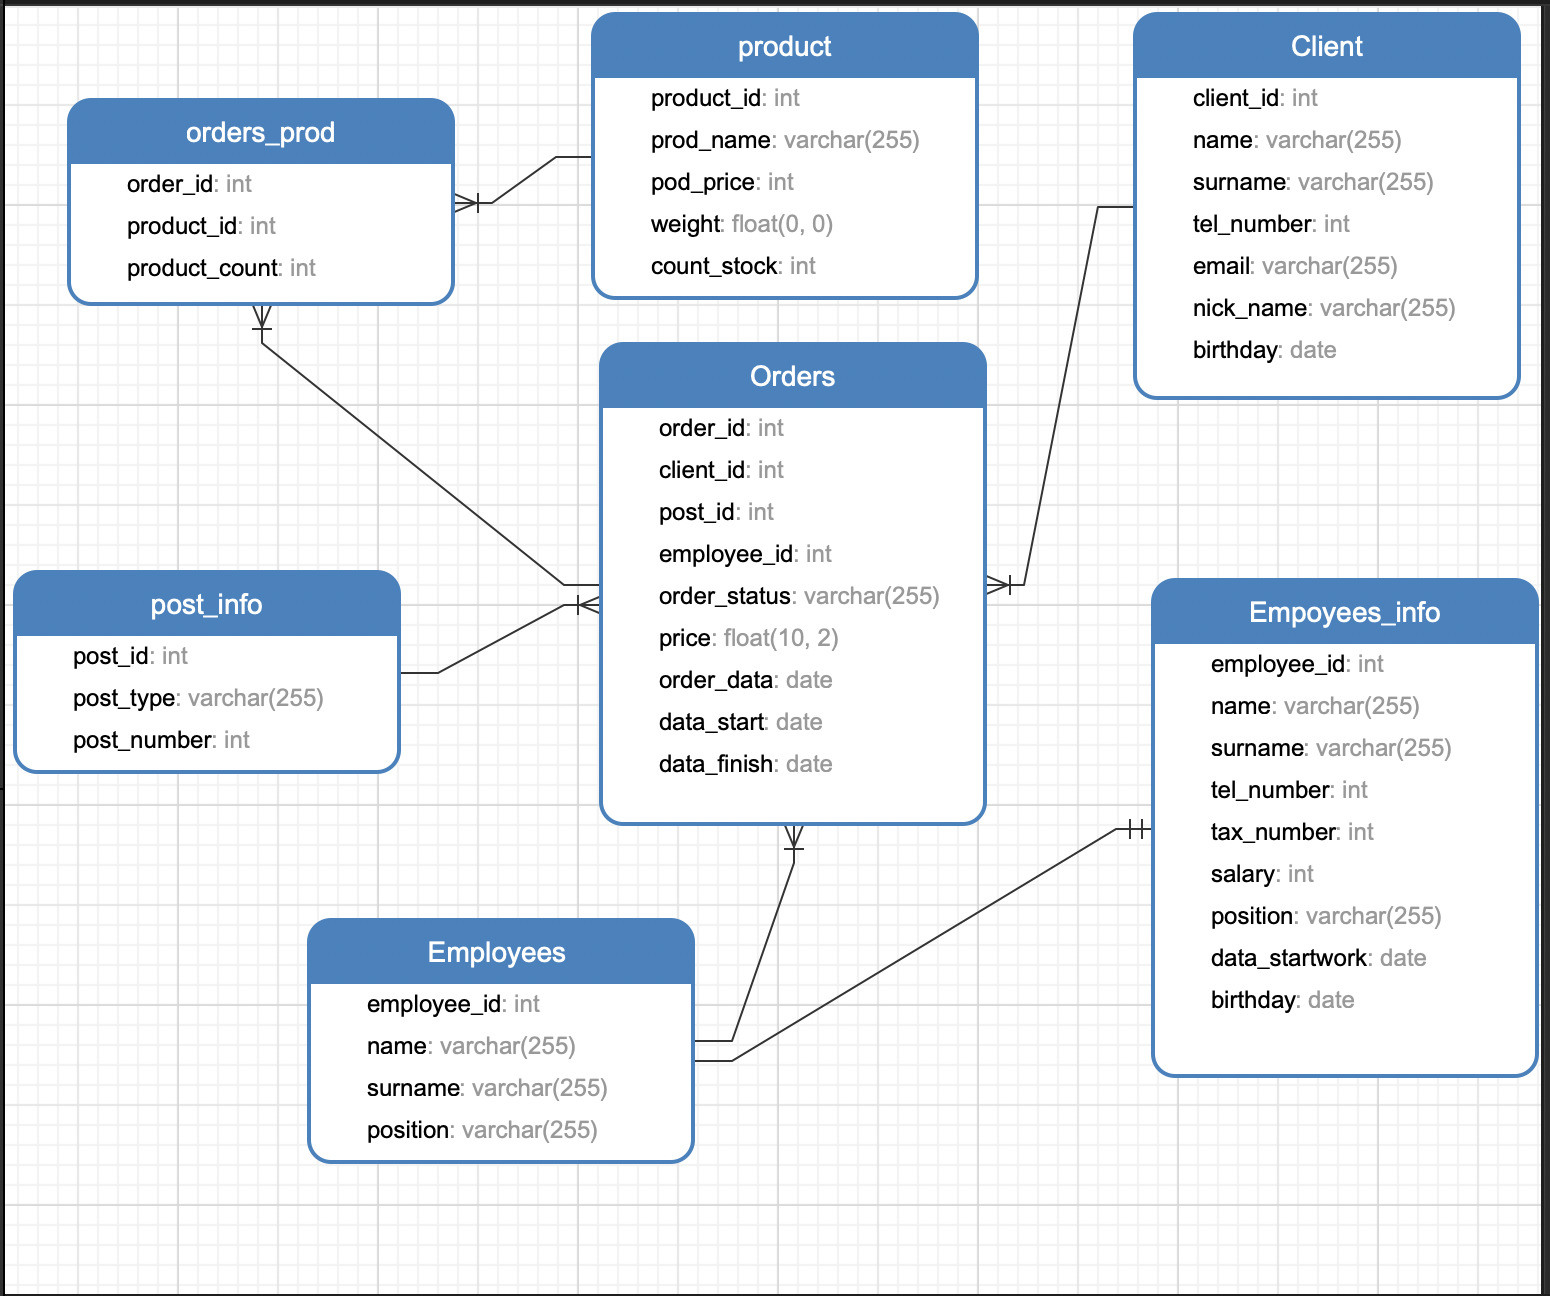 product
product_id: int
prod_name: varchar(255)
pod_price: int
weight: float(0, 0)
count_stock: int
Client
client_id: int
name: varchar(255)
surname: varchar(255)
tel_number: int
email: varchar(255)
nick_name: varchar(255)
birthday: date
orders_prod
order_id: int
product_id: int
product_count: int
Orders
order_id: int
client_id: int
post_id: int
employee_id: int
order_status: varchar(255)
price: float(10, 2)
order_data: date
data_start: date
data_finish: date
post_info
post_id: int
post_type: varchar(255)
post_number: int
Empoyees_info
employee_id: int
name: varchar(255)
surname: varchar(255)
tel_number: int
tax_number: int
salary: int
position: varchar(255)
data_startwork: date
birthday: date
Employees
employee_id: int
name: varchar(255)
surname: varchar(255)
position: varchar(255)